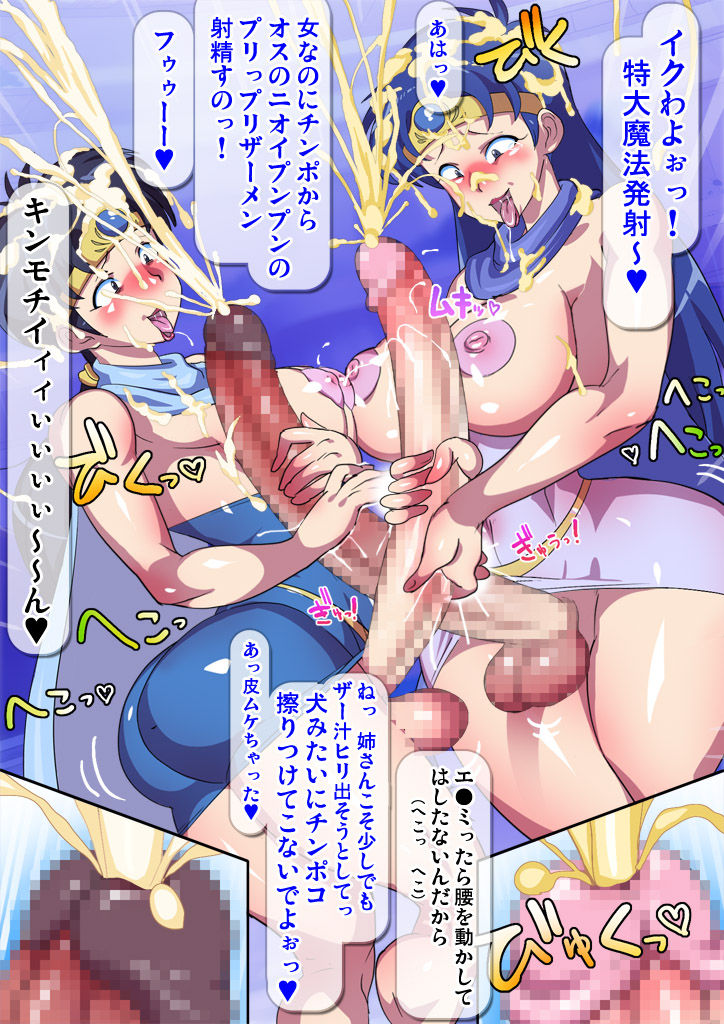 イクわよぉっ！
特大魔法発射
～♥
あはっ♥
女なのにチンポから
オスのニオイプンプンの
プリっプリザーメン
射精すのっ！
フゥゥーー♥
キンモチイィィいぃぃぃ～～ん♥
びくっ
ムキッ♡
へこっ
へこっ♡
びくっ♡
ぎゅっ！
ぎゅうっ！
へこっ
へこっ♡
あっ皮ムケちゃった♥
ねっ 姉さんこそ少しでも
ザー汁ヒリ出そうとしてっ
犬みたいにチンポコ
擦りつけてこないでよぉっ♥
エ●ミったら腰を動かして
はしたないんだから
（へこっ へこ）
びゅくっ♡